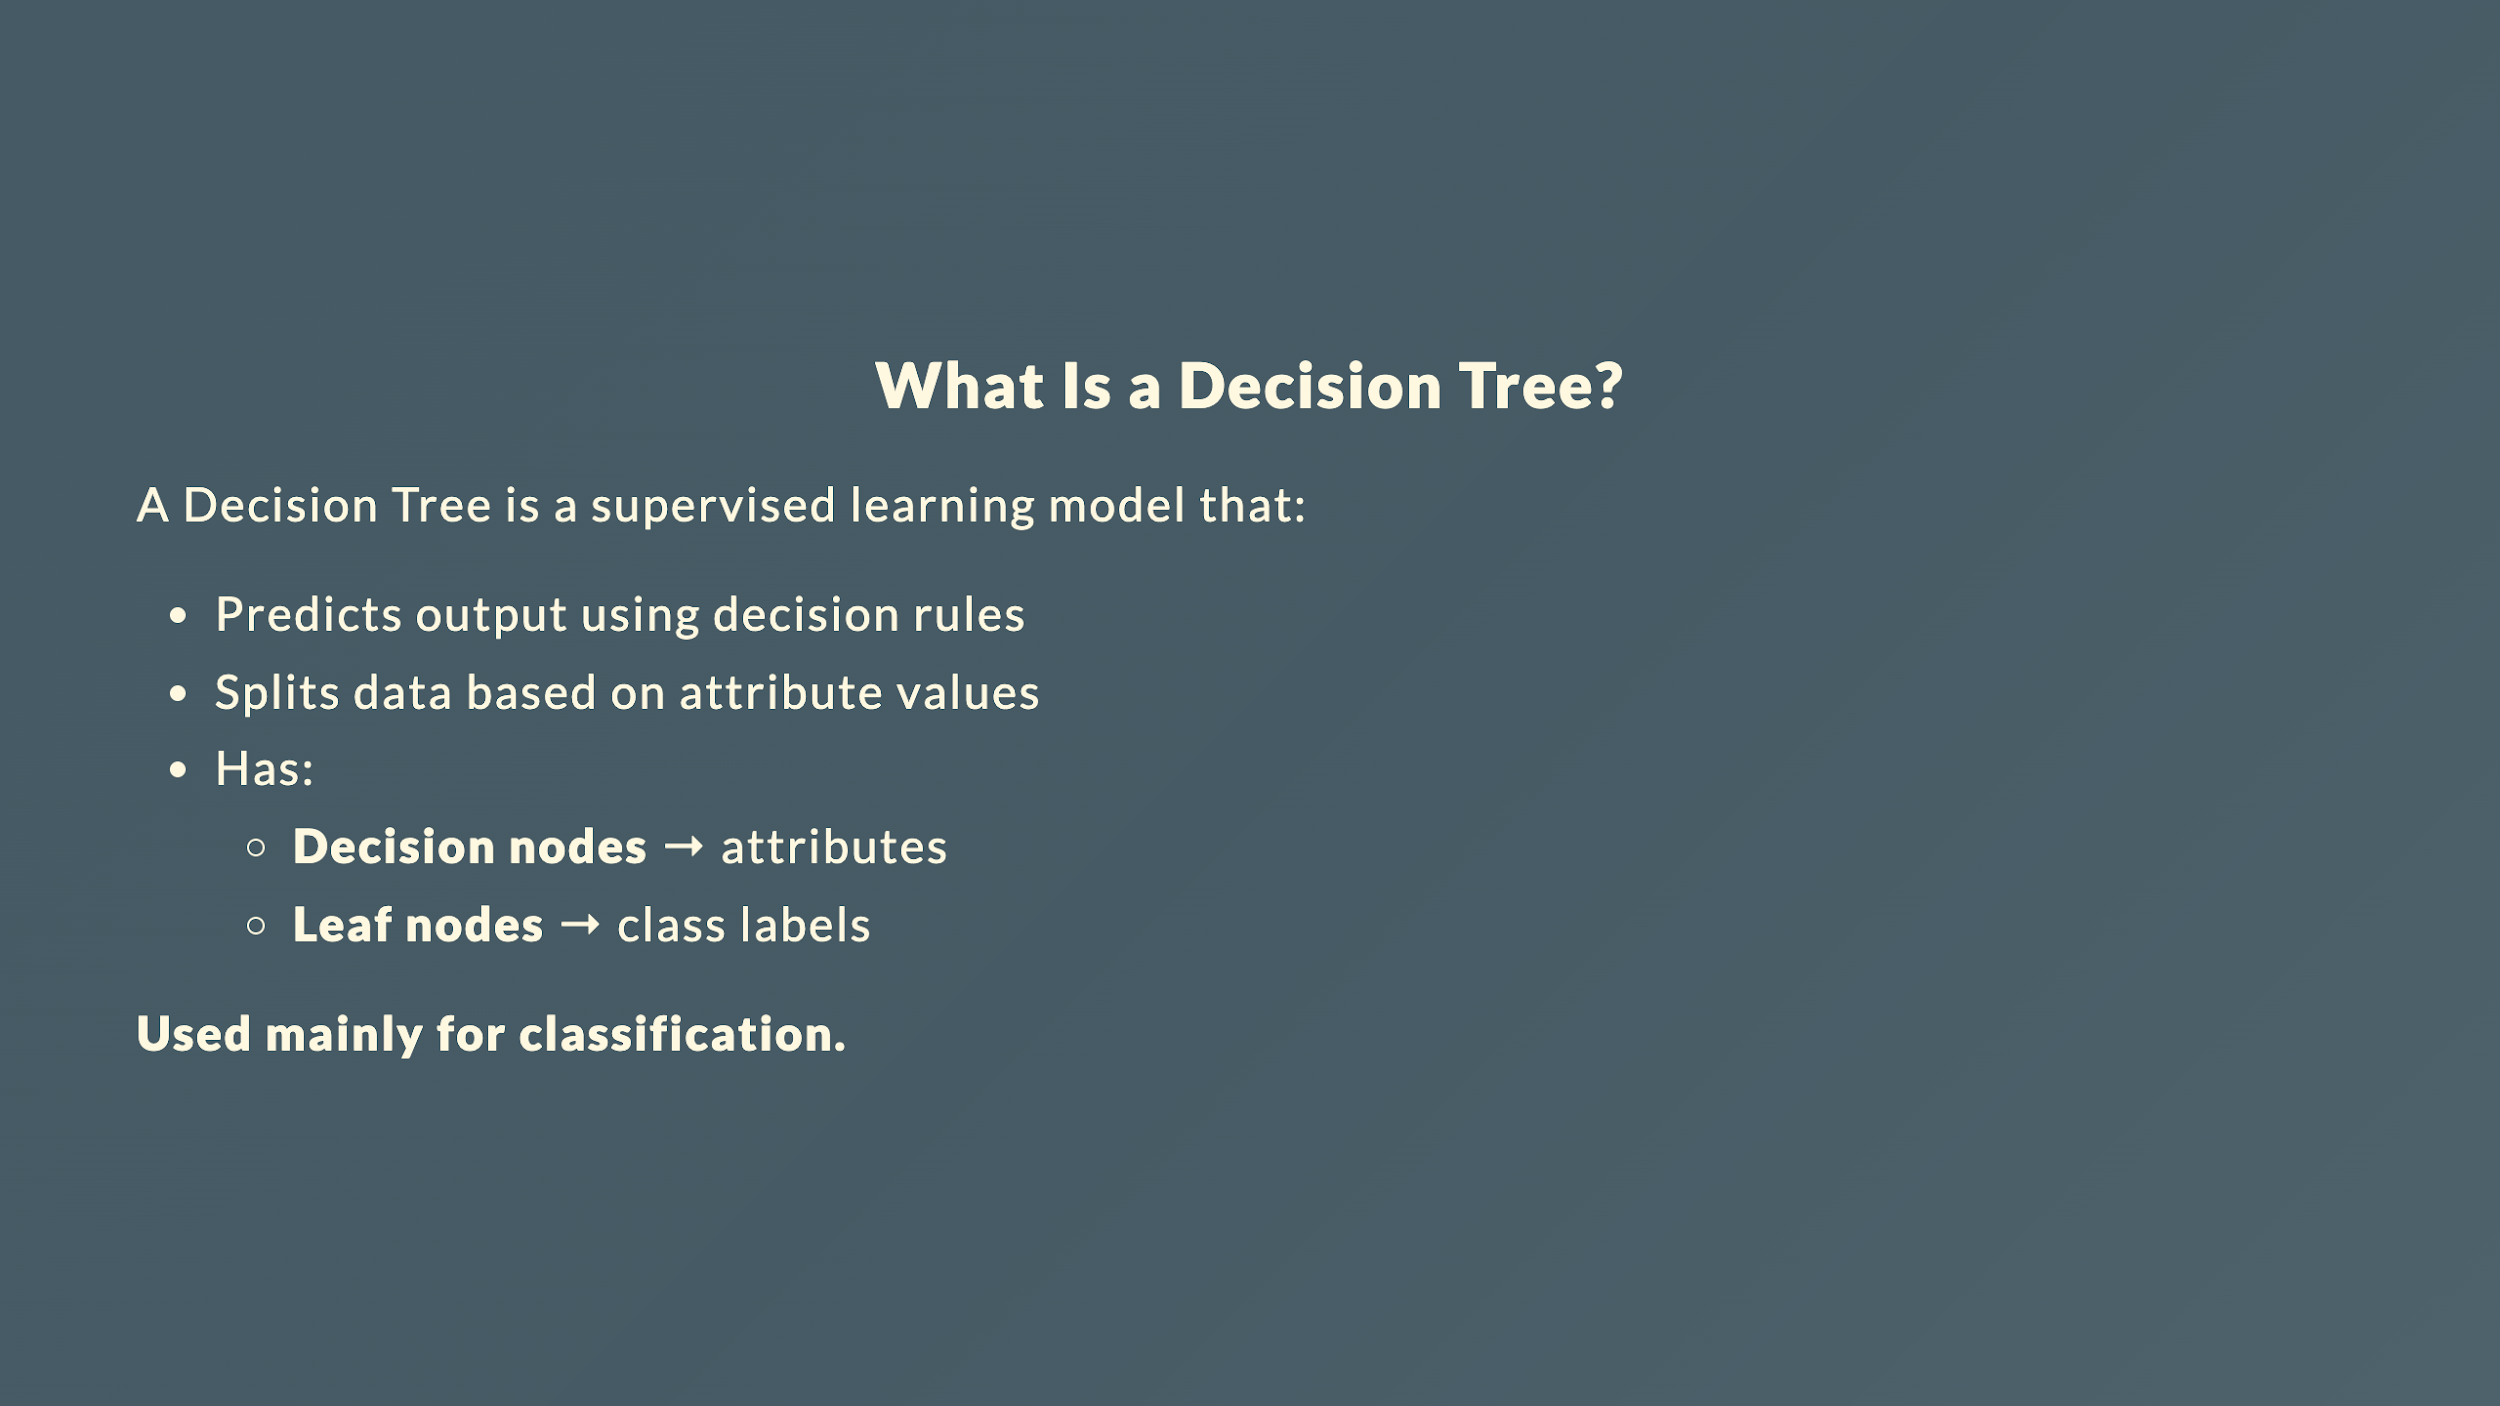 What Is a Decision Tree?
A Decision Tree is a supervised learning model that:
• Predicts output using decision rules
• Splits data based on attribute values
• Has:
○ Decision nodes → attributes
○ Leaf nodes → class labels
Used mainly for classification.